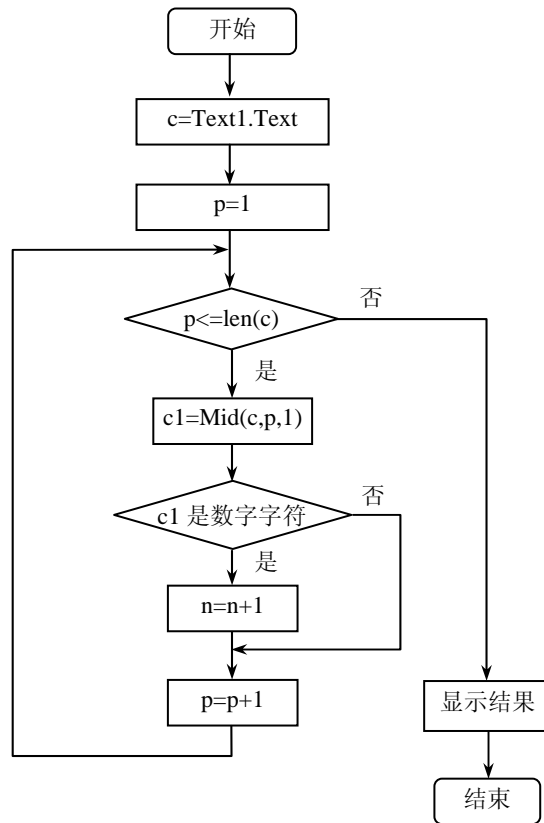 开始
c=Text1.Text
p=1
否
p<=len(c)
是
c1=Mid(c,p,1)
否
c1 是数字字符
是
n=n+1
p=p+1
显示结果
结束